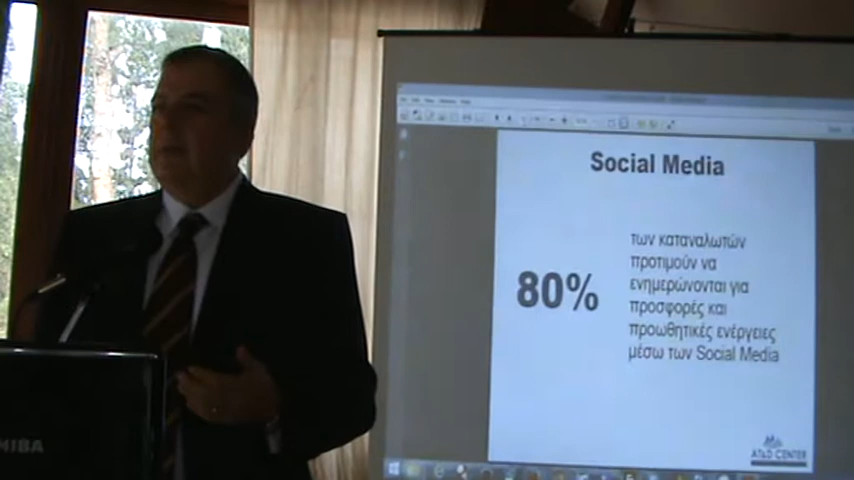 Social Media
80%
των καταναλωτών
προτιμούν να
ενημερώνονται για
προσφορές και
προωθητικές ενέργειες
μέσω των Social Media
AT&D CENTER
HIBA